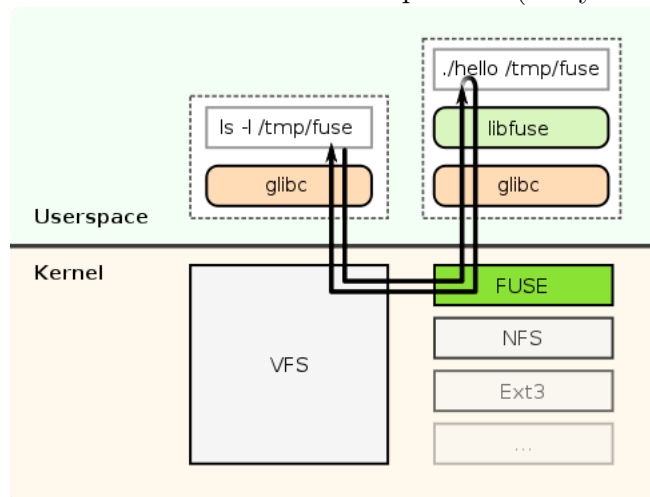 ./hello /tmp/fuse
ls -l /tmp/fuse
libfuse
glibc
glibc
Userspace
Kernel
FUSE
VFS
NFS
Ext3
...